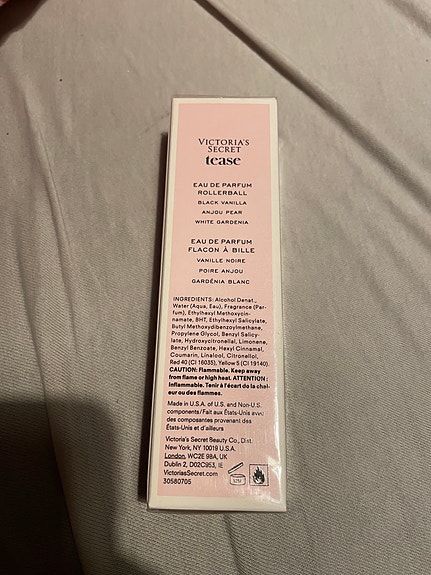 VICTORIA'S
SECRET
tease
EAU DE PARFUM
ROLLERBALL
BLACK VANILLA
ANJOU PEAR
WHITE GARDENIA
EAU DE PARFUM
FLACON À BILLE
VANILLE NOIRE
POIRE ANJOU
GARDÉNIA BLANC
INGREDIENTS: Alcohol Denat.,
Water (Aqua, Eau), Fragrance (Par-
fum), Ethylhexyl Methoxycin-
namate, BHT, Ethylhexyl Salicylate,
Butyl Methoxydibenzoylmethane,
Propylene Glycol, Benzyl Salicy-
late, Hydroxycitronellal, Limonene,
Benzyl Benzoate, Hexyl Cinnamal,
Coumarin, Linalool, Citronellol,
Red 40 (CI 16035), Yellow 5 (CI 19140).
CAUTION: Flammable. Keep away
from flame or high heat. ATTENTION :
Inflammable. Tenir à l'écart de la chal-
eur ou des flammes.
Made in U.S.A. of U.S. and Non-U.S.
components / Fait aux États-Unis avec
des composantes provenant des
États-Unis et d'ailleurs
Victoria's Secret Beauty Co., Dist.
New York, NY 10019 U.S.A.
London, WC2E 9BA, UK
Dublin 2, D02C953, IE
VictoriasSecret.com
30580705